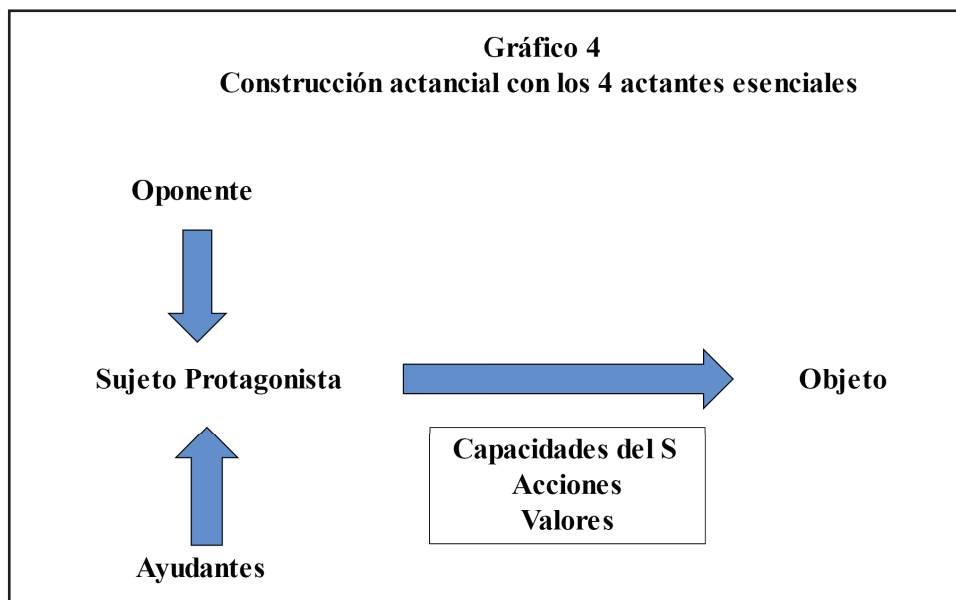 Gráfico 4
Construcción actancial con los 4 actantes esenciales
Oponente
Sujeto Protagonista
Objeto
Capacidades del S
Acciones
Valores
Ayudantes